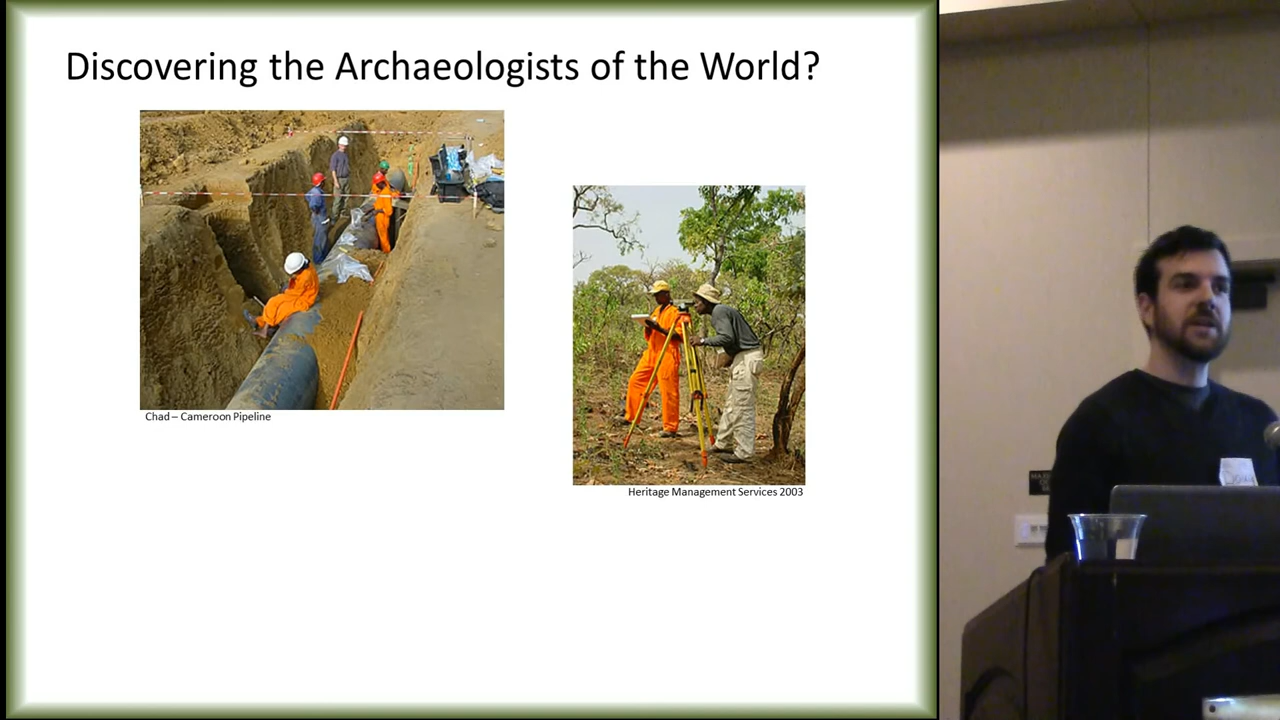 Discovering the Archaeologists of the World?
Chad – Cameroon Pipeline
Heritage Management Services 2003